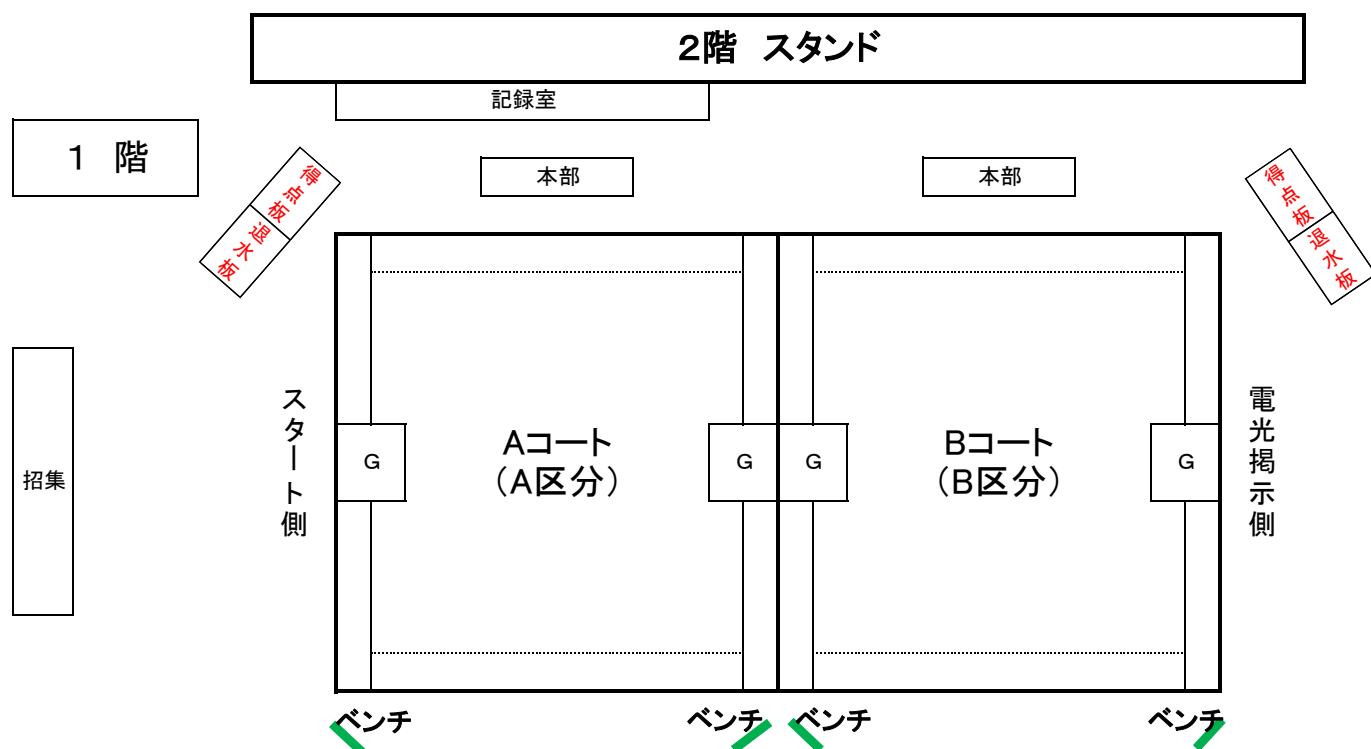 ２階　スタンド
記録室
１　階
本部
本部
得点板
退水板
得点板
退水板
スタート側
Aコート
（A区分）
Bコート
（B区分）
電光掲示側
G
G
G
G
招集
ベンチ
ベンチ
ベンチ
ベンチ